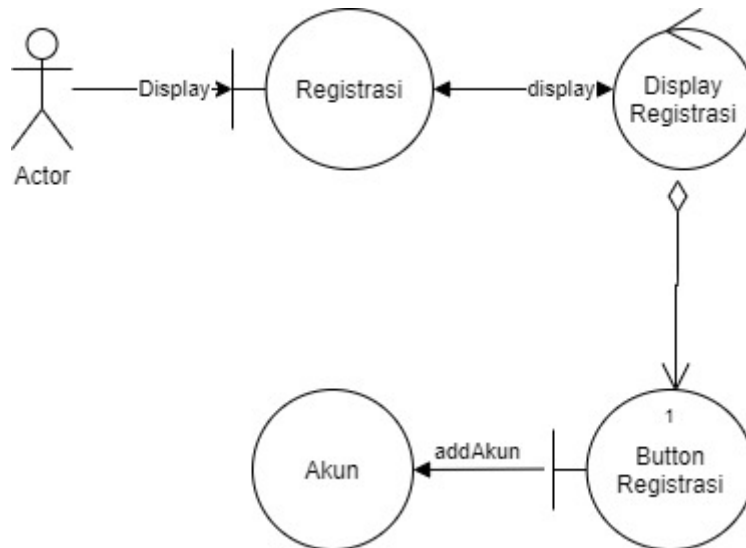 Actor
Display
Registrasi
display
Display
Registrasi
1
Button
Registrasi
addAkun
Akun